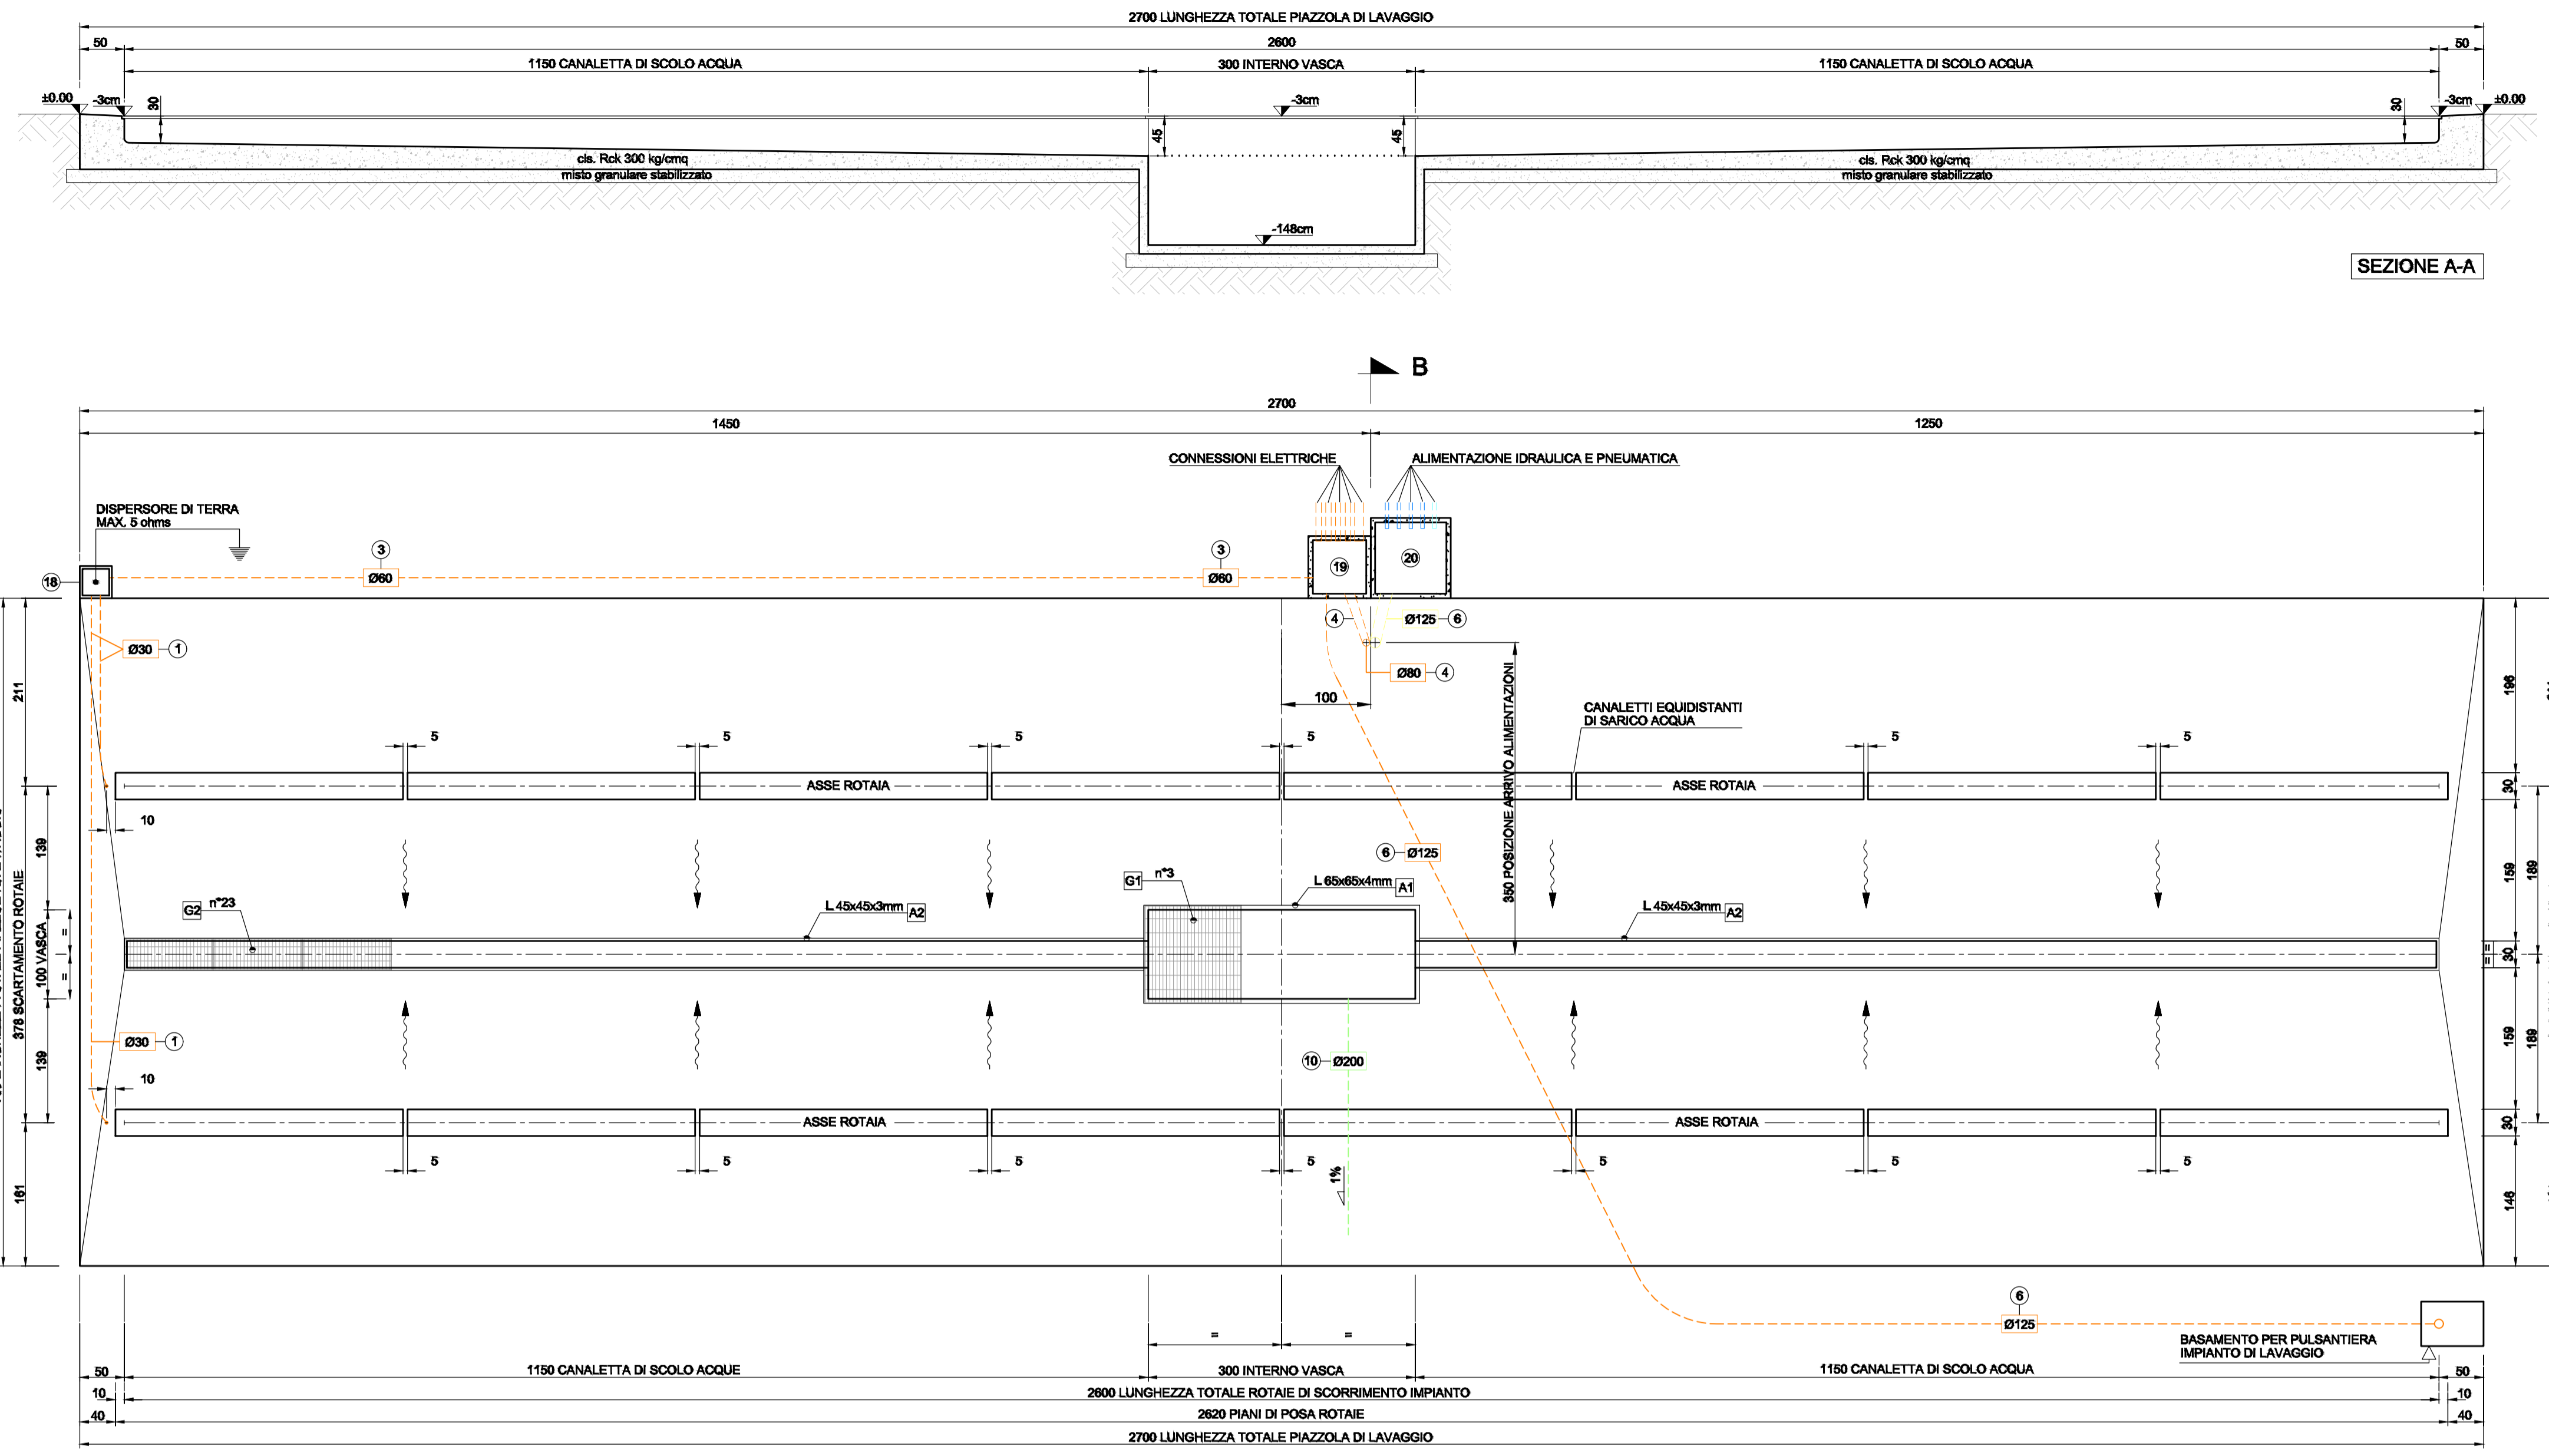 2700 LUNGHEZZA TOTALE PIAZZOLA DI LAVAGGIO
50
2600
50
1150 CANALETTA DI SCOLO ACQUA
300 INTERNO VASCA
1150 CANALETTA DI SCOLO ACQUA
±0.00
-3cm
30
-3cm
30
-3cm
±0.00
45
45
cls. Rck 300 kg/cmq
misto granulare stabilizzato
cls. Rck 300 kg/cmq
misto granulare stabilizzato
-148cm
SEZIONE A-A
B
2700
1450
1250
CONNESSIONI ELETTRICHE
ALIMENTAZIONE IDRAULICA E PNEUMATICA
DISPERSORE DI TERRA
MAX. 5 ohms
3
3
18
Ø60
Ø60
19
20
4
Ø125
6
Ø30
1
Ø80
4
211
196
100
350 POSIZIONE ARRIVO ALIMENTAZIONI
CANALETTI EQUIDISTANTI
DI SARICO ACQUA
5
5
5
5
5
5
ASSE ROTAIA
ASSE ROTAIA
30
10
139
6
Ø125
159
189
G1
n°3
L 65x65x4mm
A1
G2
n°23
L 45x45x3mm
A2
L 45x45x3mm
A2
378 SCARTAMENTO ROTAIE
100 VASCA
=
=
=
=
30
Ø30
1
139
10
Ø200
159
189
10
ASSE ROTAIA
ASSE ROTAIA
30
5
5
5
5
5
5
5
161
1%
146
6
Ø125
BASAMENTO PER PULSANTIERA
IMPIANTO DI LAVAGGIO
=
=
50
1150 CANALETTA DI SCOLO ACQUE
300 INTERNO VASCA
1150 CANALETTA DI SCOLO ACQUA
50
10
2600 LUNGHEZZA TOTALE ROTAIE DI SCORRIMENTO IMPIANTO
10
40
2620 PIANI DI POSA ROTAIE
40
2700 LUNGHEZZA TOTALE PIAZZOLA DI LAVAGGIO